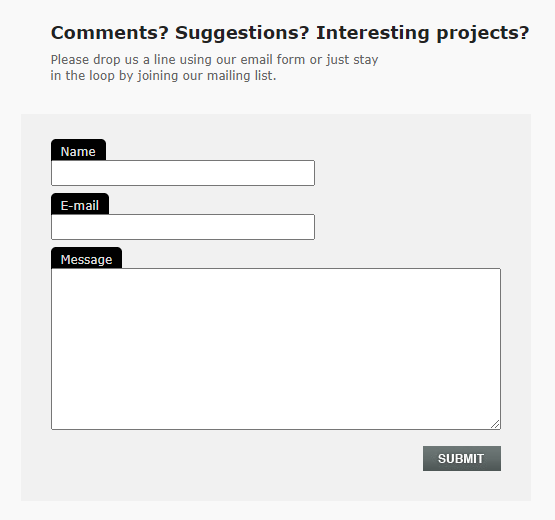 Comments? Suggestions? Interesting projects?
Please drop us a line using our email form or just stay
in the loop by joining our mailing list.
Name
E-mail
Message
SUBMIT